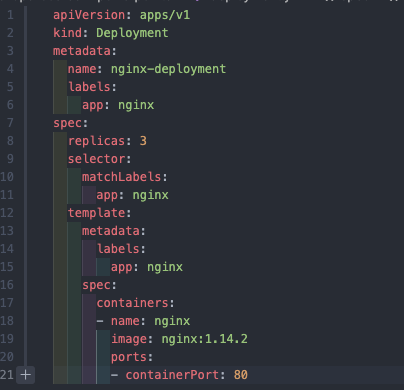 1 apiVersion: apps/v1
2 kind: Deployment
3 metadata:
4   name: nginx-deployment
5   labels:
6     app: nginx
7 spec:
8   replicas: 3
9   selector:
10     matchLabels:
11       app: nginx
12   template:
13     metadata:
14       labels:
15         app: nginx
16     spec:
17       containers:
18       - name: nginx
19         image: nginx:1.14.2
20         ports:
21 +         - containerPort: 80